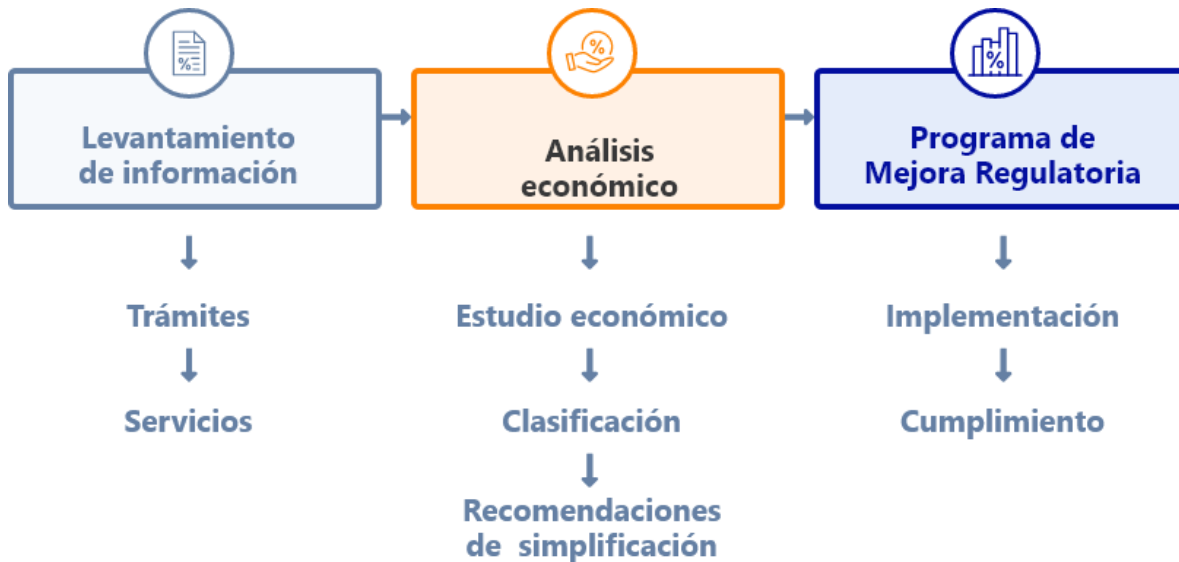 Levantamiento
de información
Análisis
económico
Programa de
Mejora Regulatoria
Trámites
Servicios
Estudio económico
Clasificación
Recomendaciones
de simplificación
Implementación
Cumplimiento